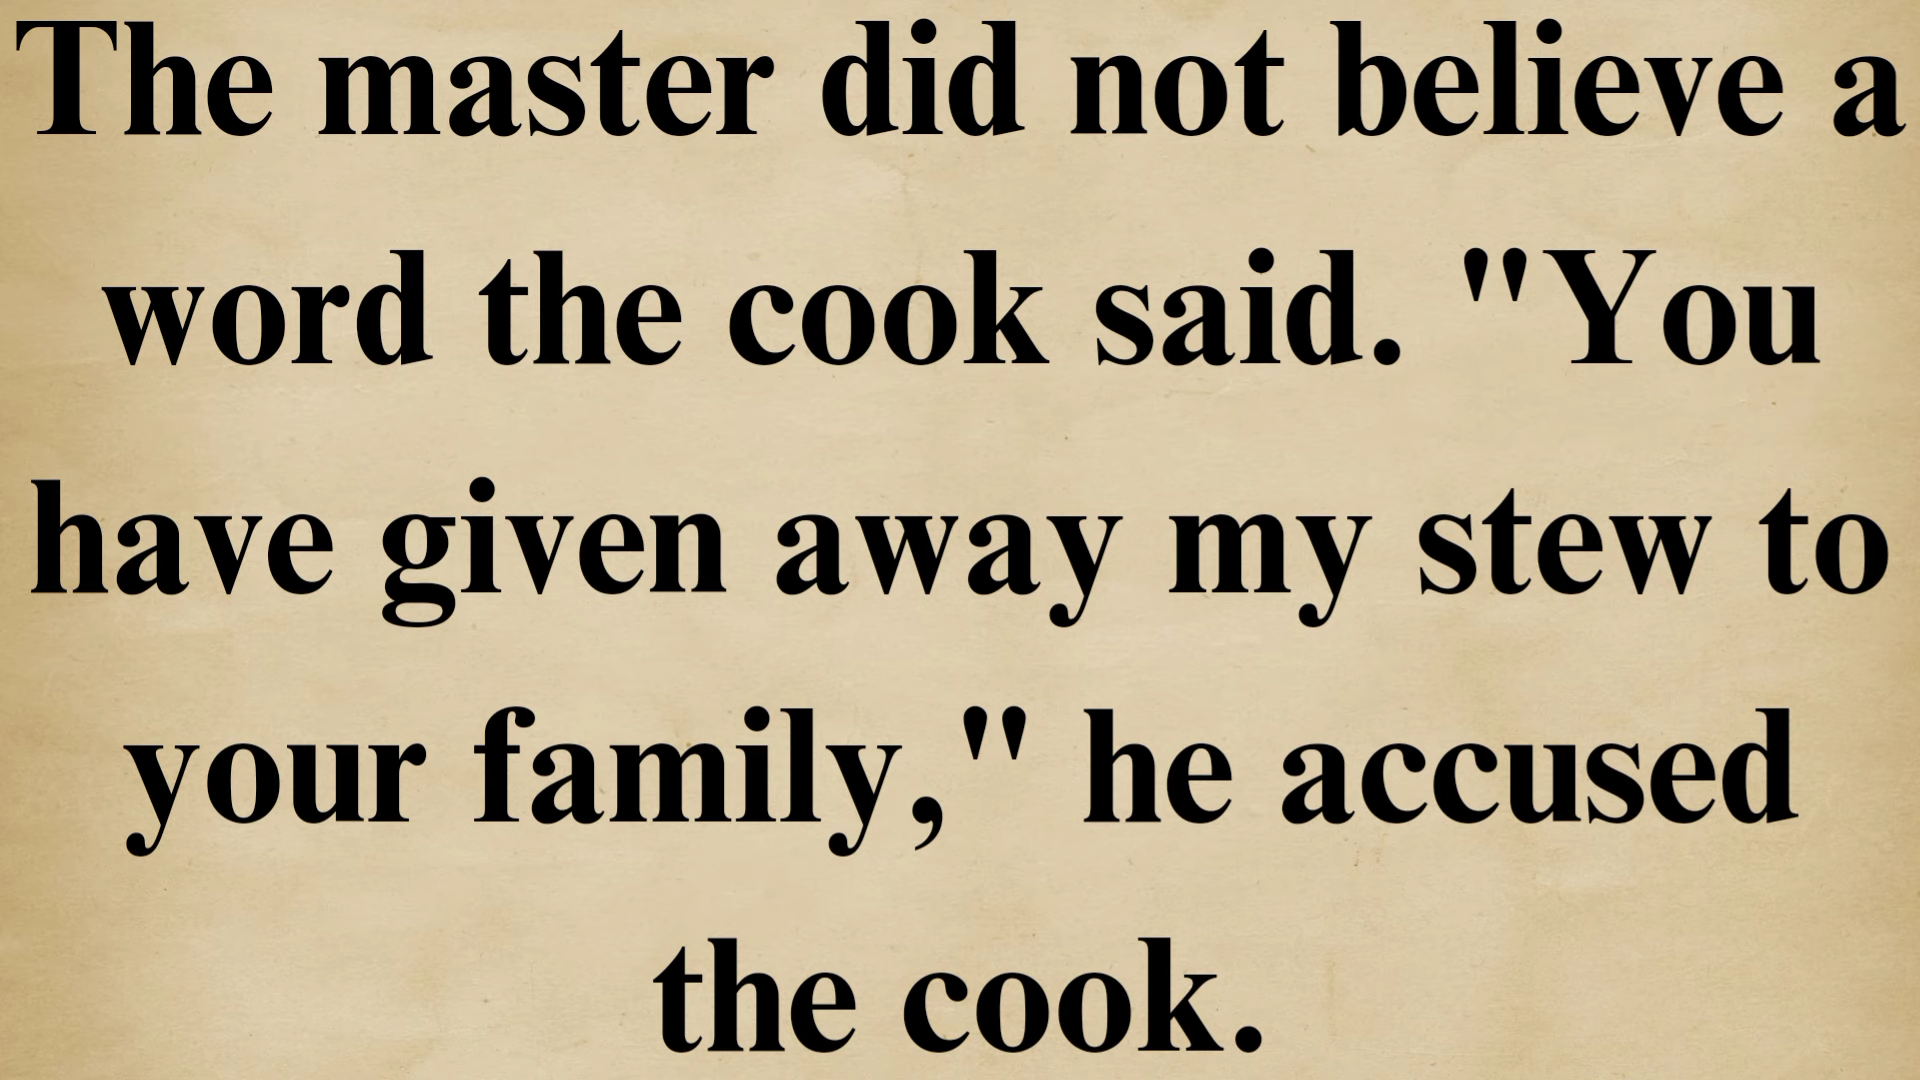 The master did not believe a
word the cook said. "You
have given away my stew to
your family," he accused
the cook.